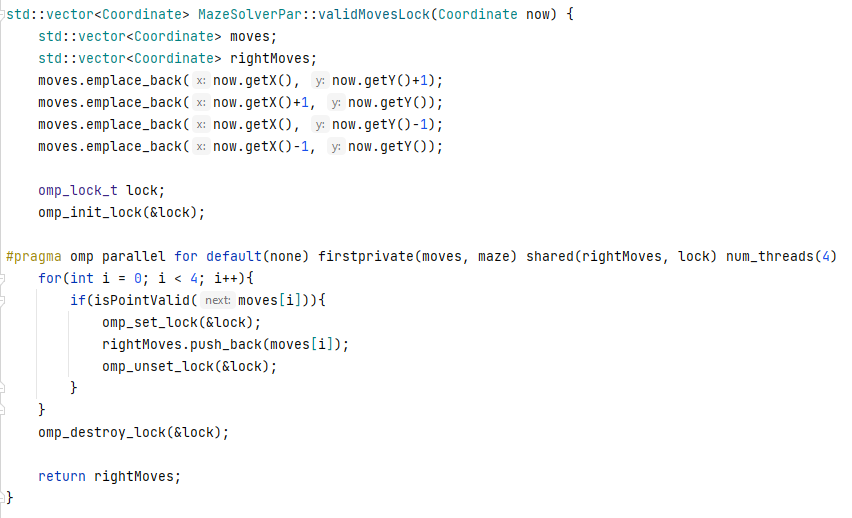 std::vector<Coordinate> MazeSolverPar::validMovesLock(Coordinate now) {
    std::vector<Coordinate> moves;
    std::vector<Coordinate> rightMoves;
    moves.emplace_back( x: now.getX(), y: now.getY()+1);
    moves.emplace_back( x: now.getX()+1, y: now.getY());
    moves.emplace_back( x: now.getX(), y: now.getY()-1);
    moves.emplace_back( x: now.getX()-1, y: now.getY());

    omp_lock_t lock;
    omp_init_lock(&lock);

#pragma omp parallel for default(none) firstprivate(moves, maze) shared(rightMoves, lock) num_threads(4)
    for(int i = 0; i < 4; i++){
        if(isPointValid( next: moves[i])){
            omp_set_lock(&lock);
            rightMoves.push_back(moves[i]);
            omp_unset_lock(&lock);
        }
    }
    omp_destroy_lock(&lock);

    return rightMoves;
}